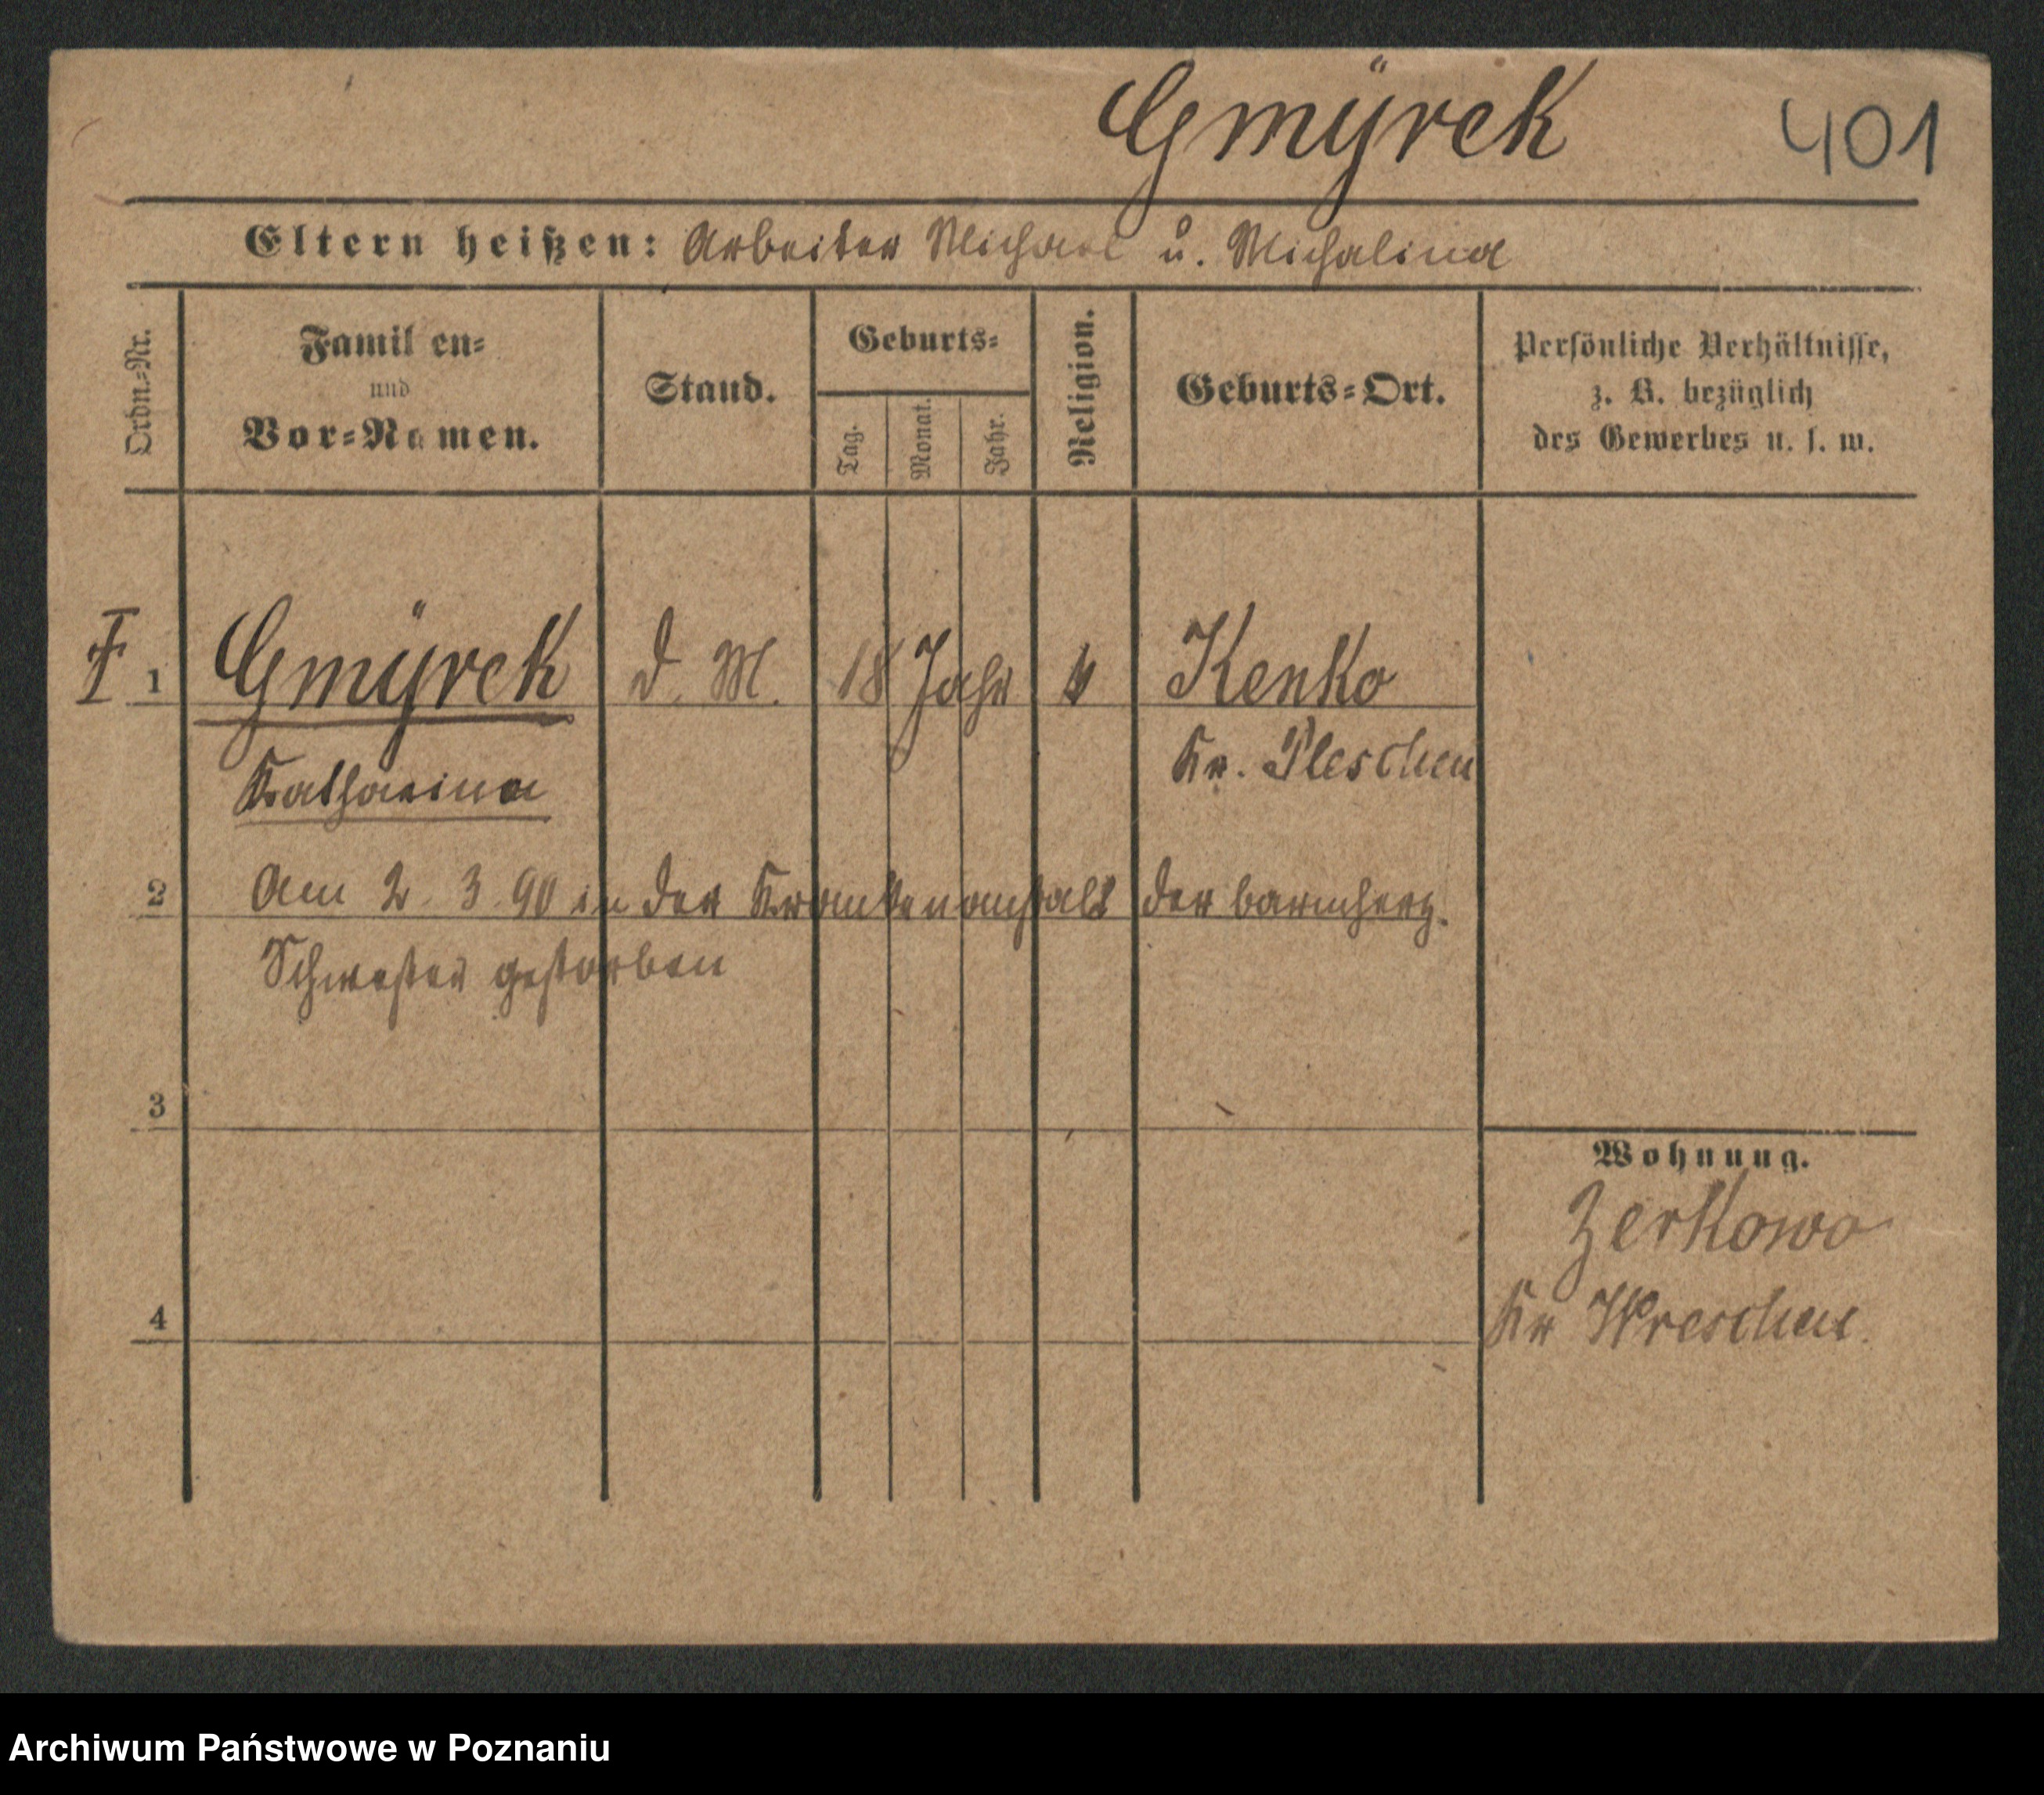 Gmÿrek 401
Eltern heißen: Arbeiter Michael u. Michalina
Ordn.-Nr.
Familien-
und
Vor-Namen.
Stand.
Geburts-
Tag.
Monat.
Jahr.
Religion.
Geburts-Ort.
Persönliche Verhältnisse,
z. B. bezüglich
des Gewerbes u. s. w.
1 Gmÿrek d. M. 18 Jahr k Kenko
Katharina
Kr. Pleschen
2 Am 2. 3. 90 in der Krankenanstalt der barmherz.
Schwester gestorben
3
Wohnung.
Zerkowo
4
Kr Wreschen.
Archiwum Państwowe w Poznaniu